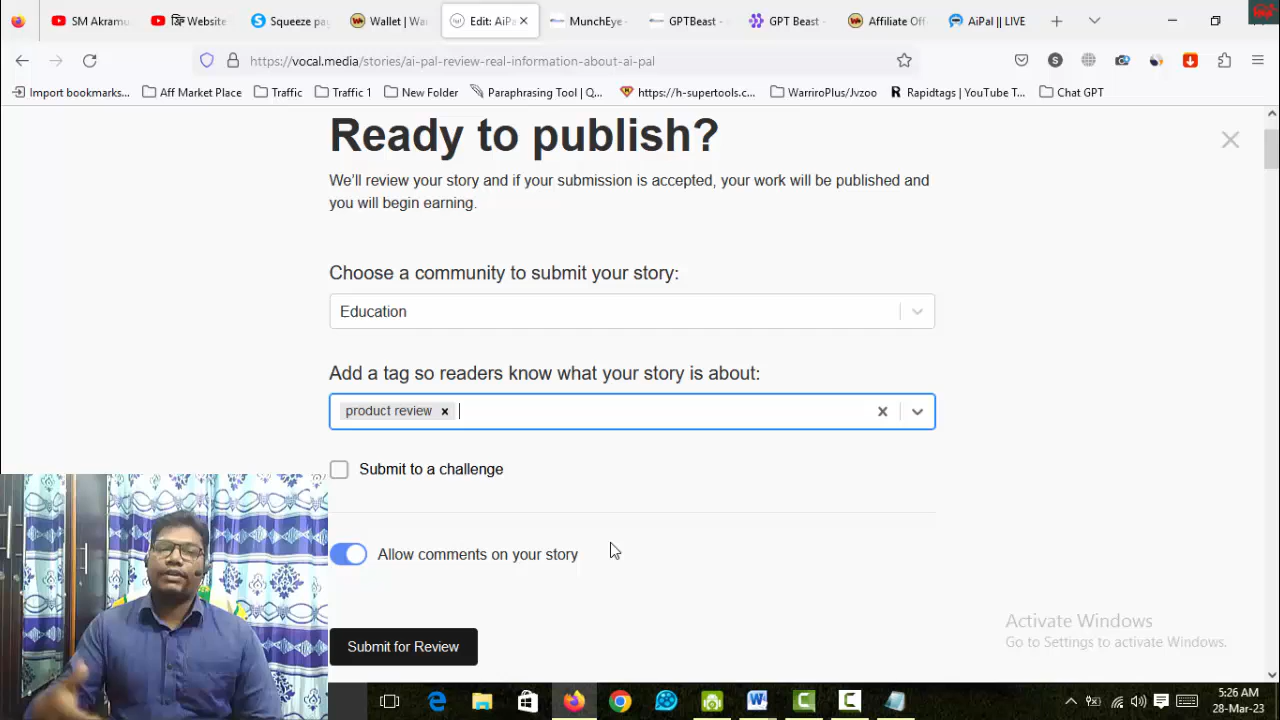 SM Akramu
রি Website
Squeeze pa
Wallet | Wa
Edit: AiPa
MunchEye -
GPTBeast -
GPT Beast -
Affiliate Off
AiPal || LIVE
https://vocal.media/stories/ai-pal-review-real-information-about-ai-pal
Import bookmarks...
Aff Market Place
Traffic
Traffic 1
New Folder
Paraphrasing Tool | Q...
https://h-supertools.c...
WarriroPlus/Jvzoo
Rapidtags | YouTube T...
Chat GPT
Ready to publish?
We'll review your story and if your submission is accepted, your work will be published and
you will begin earning.
Choose a community to submit your story:
Education
Add a tag so readers know what your story is about:
product review
Submit to a challenge
Allow comments on your story
Submit for Review
Activate Windows
Go to Settings to activate Windows.
5:26 AM
28-Mar-23